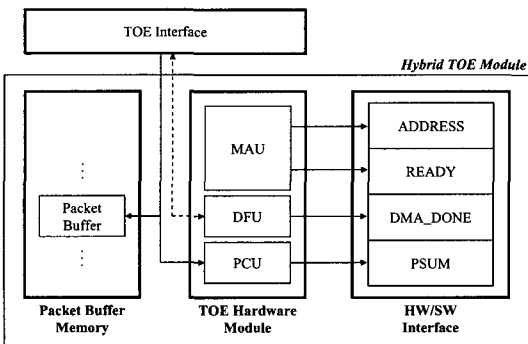 TOE Interface
Hybrid TOE Module
Packet
Buffer
MAU
DFU
PCU
ADDRESS
READY
DMA_DONE
PSUM
Packet Buffer
Memory
TOE Hardware
Module
HW/SW
Interface